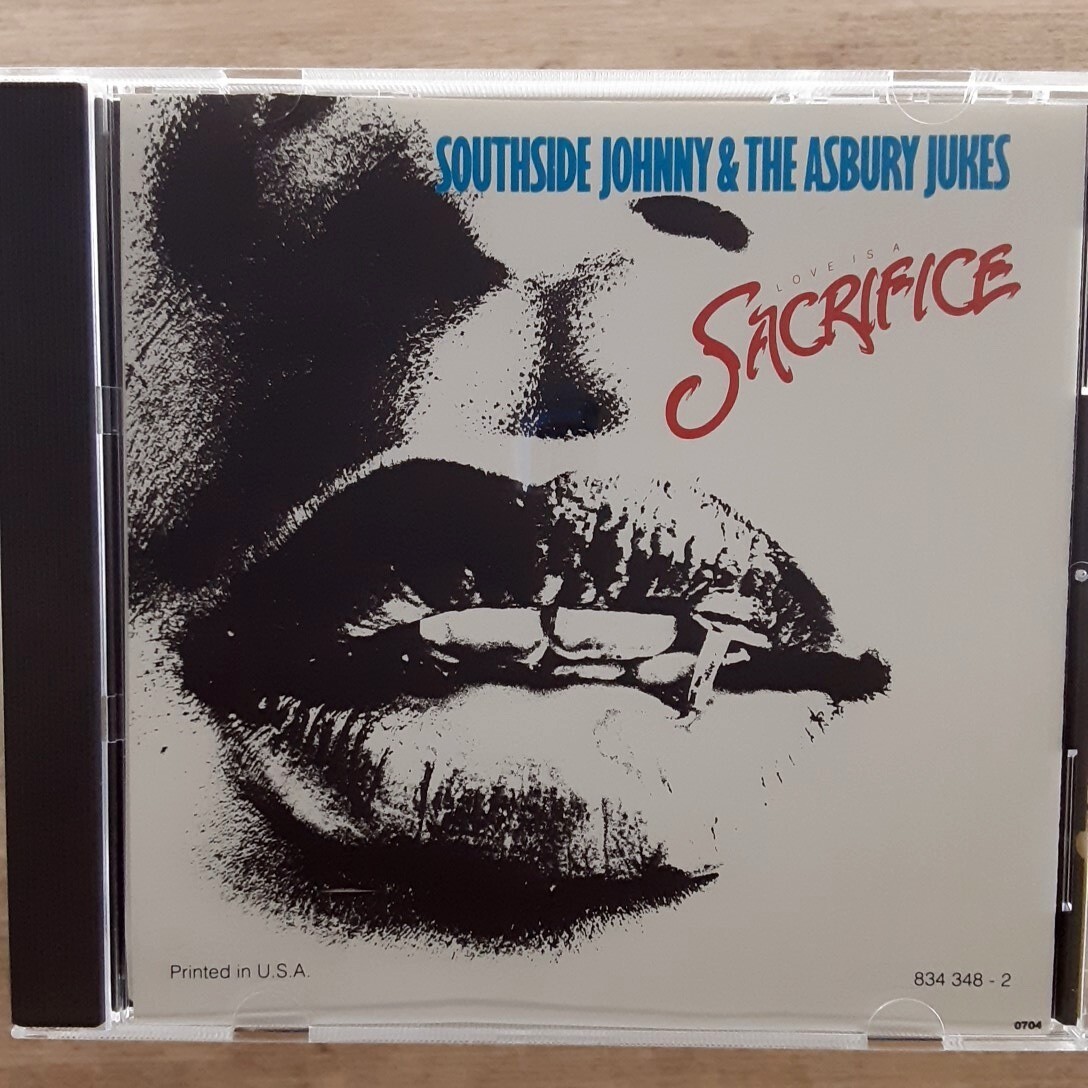 SOUTHSIDE JOHNNY & THE ASBURY JUKES
LOVE IS A
SACRIFICE
Printed in U.S.A.
834 348 - 2
0704